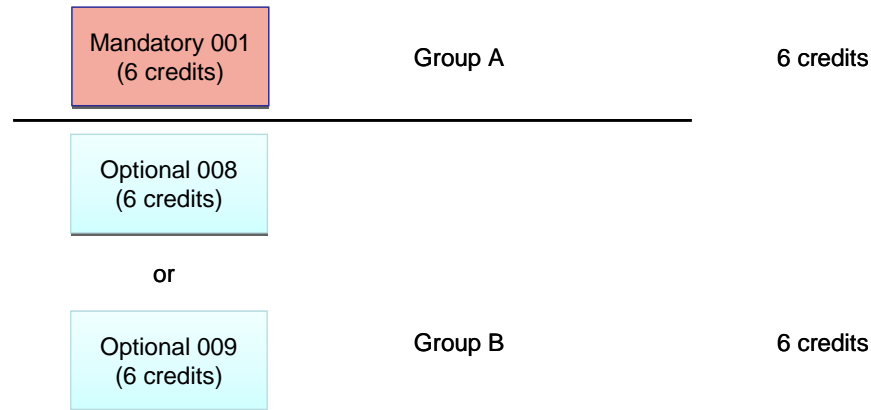 Mandatory 001
(6 credits)
Group A
6 credits
Optional 008
(6 credits)
or
Optional 009
(6 credits)
Group B
6 credits